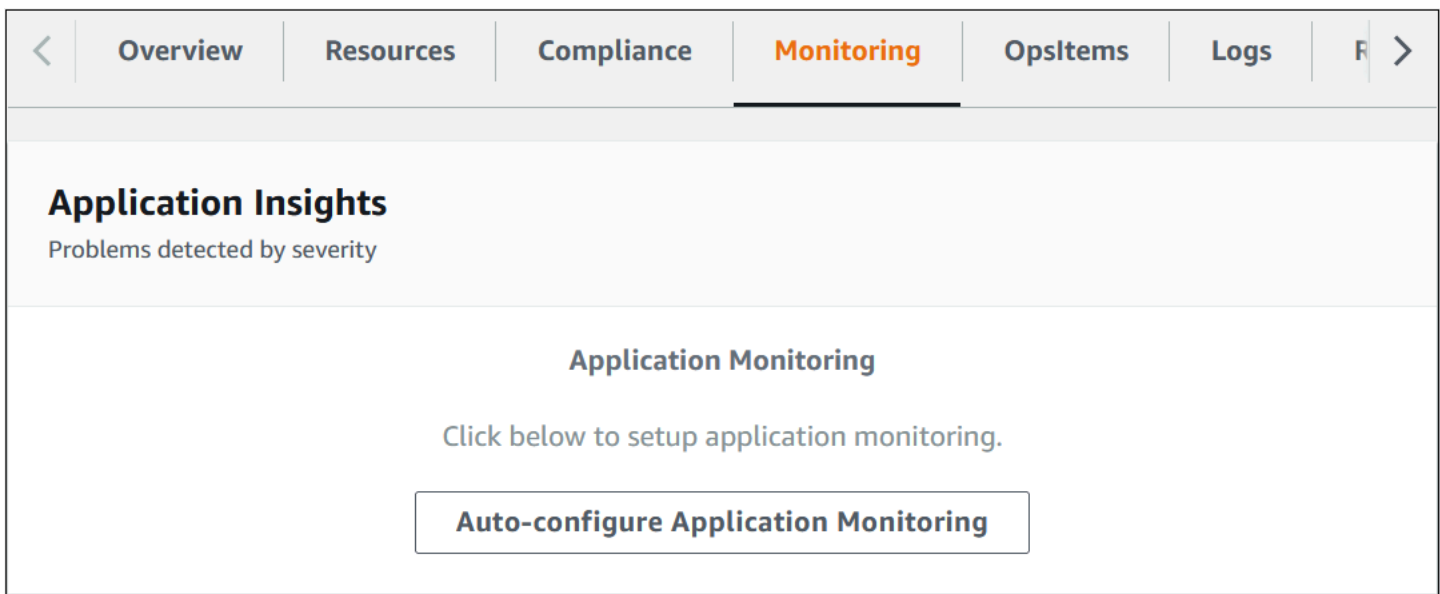 Overview Resources Compliance Monitoring OpsItems Logs
Application Insights
Problems detected by severity
Application Monitoring
Click below to setup application monitoring.
Auto-configure Application Monitoring